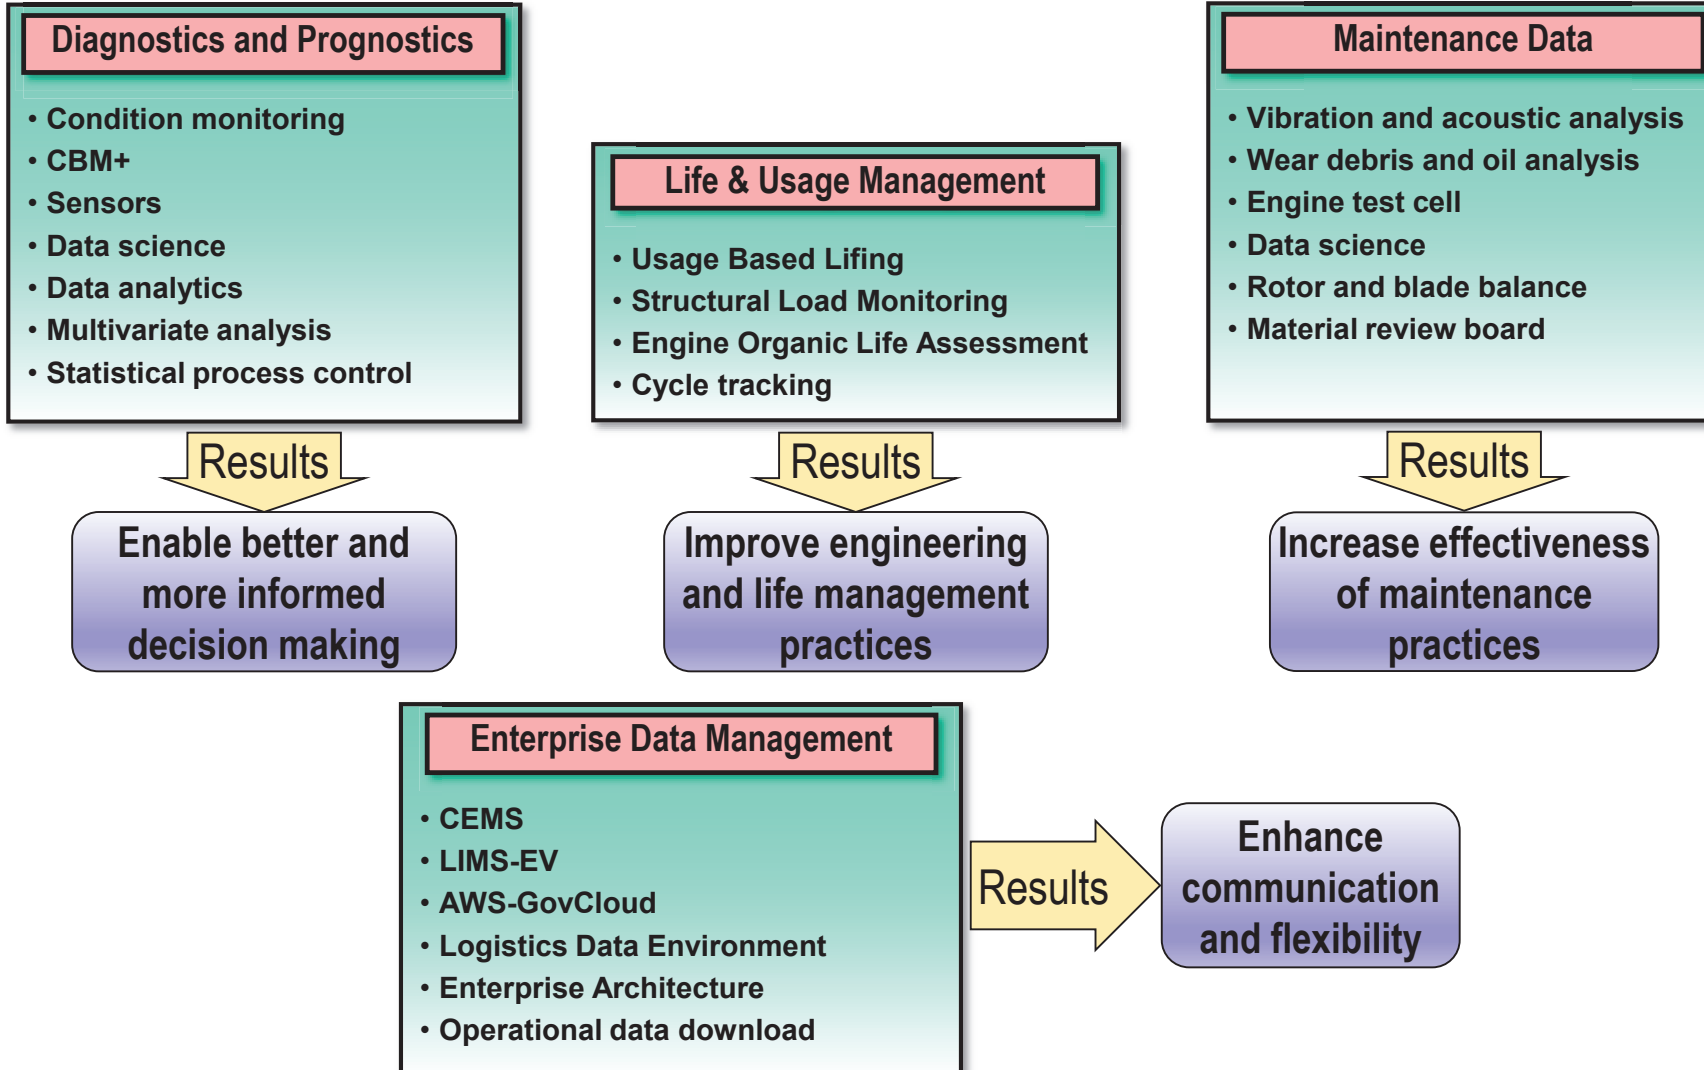 Diagnostics and Prognostics
• Condition monitoring
• CBM+
• Sensors
• Data science
• Data analytics
• Multivariate analysis
• Statistical process control
Results
Enable better and
more informed
decision making
Life & Usage Management
• Usage Based Lifing
• Structural Load Monitoring
• Engine Organic Life Assessment
• Cycle tracking
Results
Improve engineering
and life management
practices
Maintenance Data
• Vibration and acoustic analysis
• Wear debris and oil analysis
• Engine test cell
• Data science
• Rotor and blade balance
• Material review board
Results
Increase effectiveness
of maintenance
practices
Enterprise Data Management
• CEMS
• LIMS-EV
• AWS-GovCloud
• Logistics Data Environment
• Enterprise Architecture
• Operational data download
Results
Enhance
communication
and flexibility